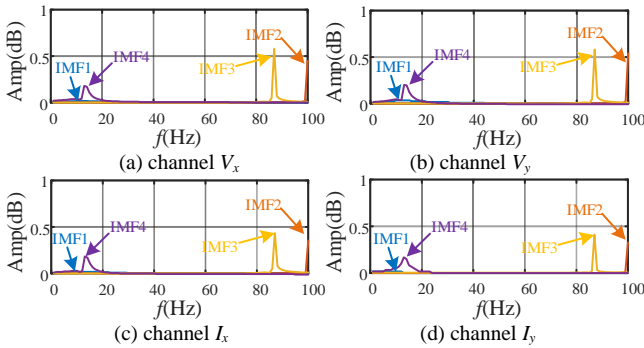 1
0.5
0
Amp(dB)
IMF1
IMF4
IMF3
IMF2
0 20 40 60 80 100
f(Hz)
(a) channel Vx
1
0.5
0
Amp(dB)
IMF1
IMF4
IMF3
IMF2
0 20 40 60 80 100
f(Hz)
(b) channel Vy
1
0.5
0
Amp(dB)
IMF1
IMF4
IMF3
IMF2
0 20 40 60 80 100
f(Hz)
(c) channel Ix
1
0.5
0
Amp(dB)
IMF1
IMF4
IMF3
IMF2
0 20 40 60 80 100
f(Hz)
(d) channel Iy